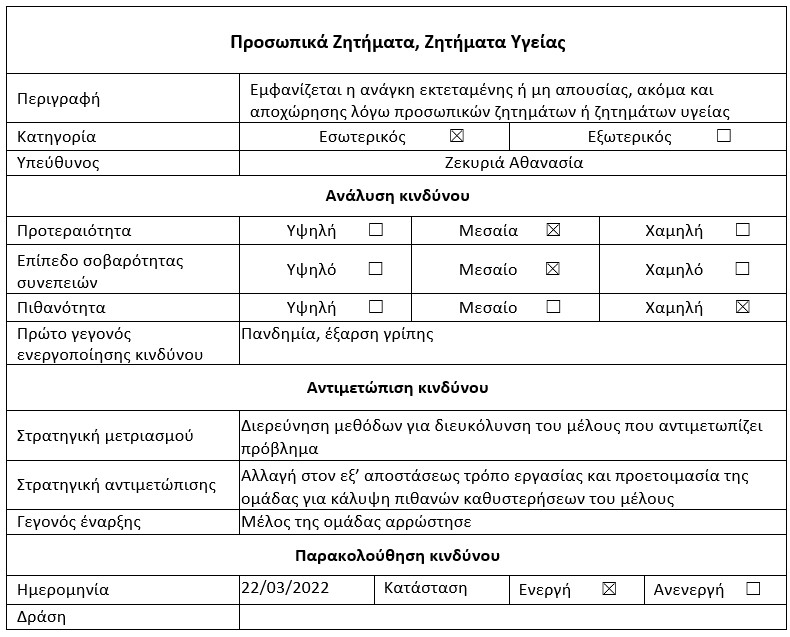 Προσωπικά Ζητήματα, Ζητήματα Υγείας
Περιγραφή
Εμφανίζεται η ανάγκη εκτεταμένης ή μη απουσίας, ακόμα και
αποχώρησης λόγω προσωπικών ζητημάτων ή ζητημάτων υγείας
Κατηγορία Εσωτερικός ☒ Εξωτερικός ☐
Υπεύθυνος Ζεκυριά Αθανασία
Ανάλυση κινδύνου
Προτεραιότητα Υψηλή ☐ Μεσαία ☒ Χαμηλή ☐
Επίπεδο σοβαρότητας
συνεπειών
Υψηλό ☐ Μεσαίο ☒ Χαμηλό ☐
Πιθανότητα Υψηλή ☐ Μεσαίο ☐ Χαμηλή ☒
Πρώτο γεγονός
ενεργοποίησης κινδύνου
Πανδημία, έξαρση γρίπης
Αντιμετώπιση κινδύνου
Στρατηγική μετριασμού
Διερεύνηση μεθόδων για διευκόλυνση του μέλους που αντιμετωπίζει
πρόβλημα
Στρατηγική αντιμετώπισης
Αλλαγή στον εξ’ αποστάσεως τρόπο εργασίας και προετοιμασία της
ομάδας για κάλυψη πιθανών καθυστερήσεων του μέλους
Γεγονός έναρξης Μέλος της ομάδας αρρώστησε
Παρακολούθηση κινδύνου
Ημερομηνία 22/03/2022 Κατάσταση Ενεργή ☒ Ανενεργή ☐
Δράση